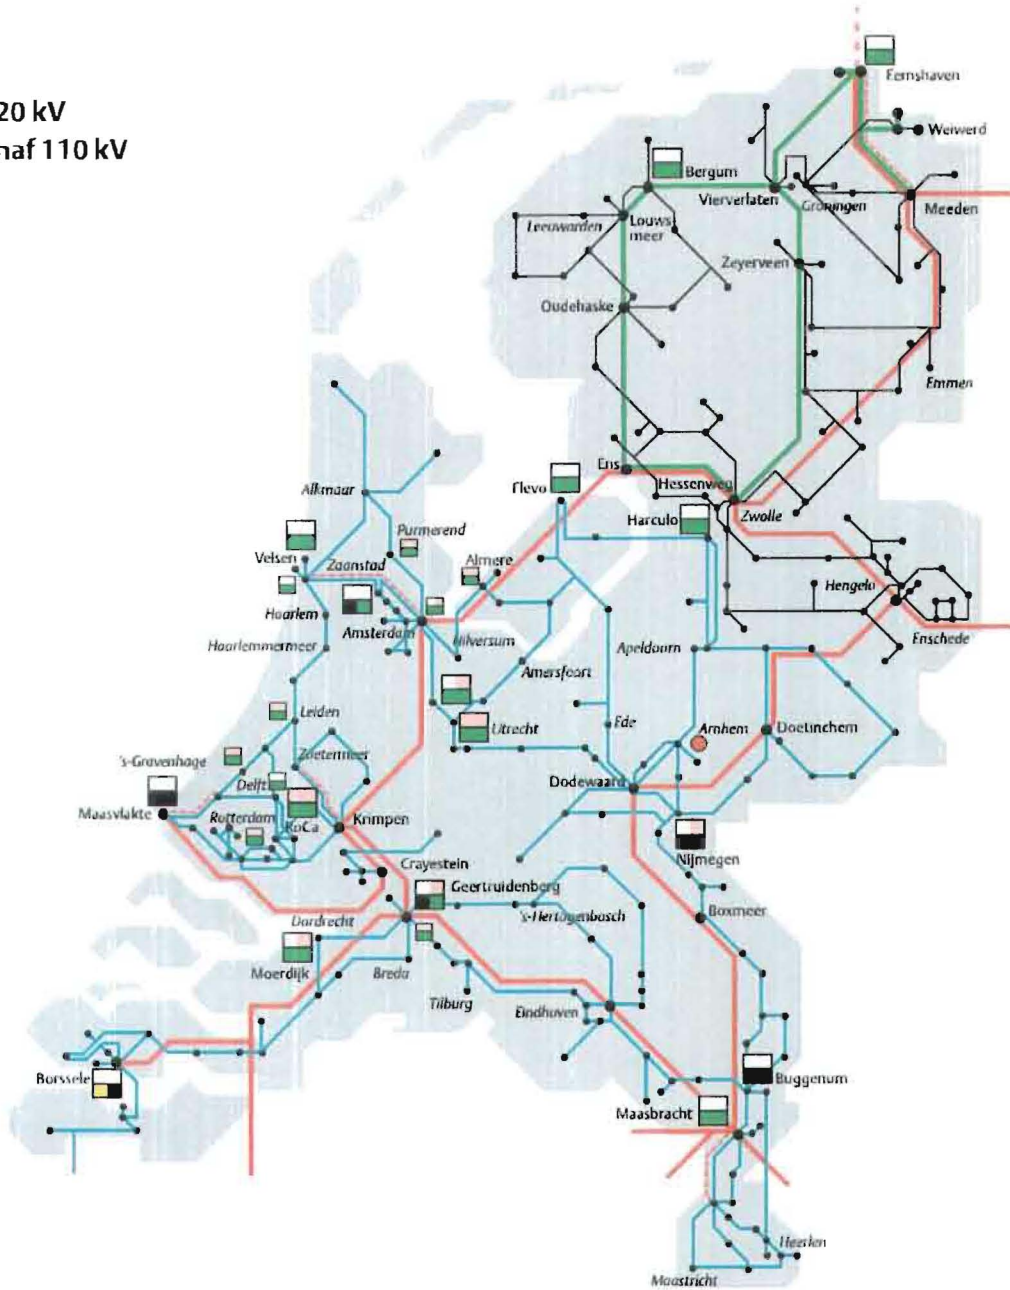 20 kV
naf 110 kV
Eemshaven
Weiwerd
Bergum
Vierverlaten
Groningen
Meeden
Leeuwarden
Louws
meer
Zeyerveen
Oudehaske
Emmen
Ens
Hessenweg
Flevo
Harculo
Zwolle
Alkmaar
Purmerend
Velsen
Zaanstad
Almere
Hengelo
Haarlem
Amsterdam
Hilversum
Enschede
Haarlemmermeer
Amersfoort
Apeldoorn
Leiden
Utrecht
Ede
Arnhem
Doetinchem
's-Gravenhage
Zoetermeer
Delft
Dodewaard
Maasvlakte
Rotterdam
RoCa
Krimpen
Nijmegen
Crayestein
Geertruidenberg
Dordrecht
's-Hertogenbosch
Boxmeer
Moerdijk
Breda
Tilburg
Eindhoven
Borssele
Buggenum
Maasbracht
Heerlen
Maastricht